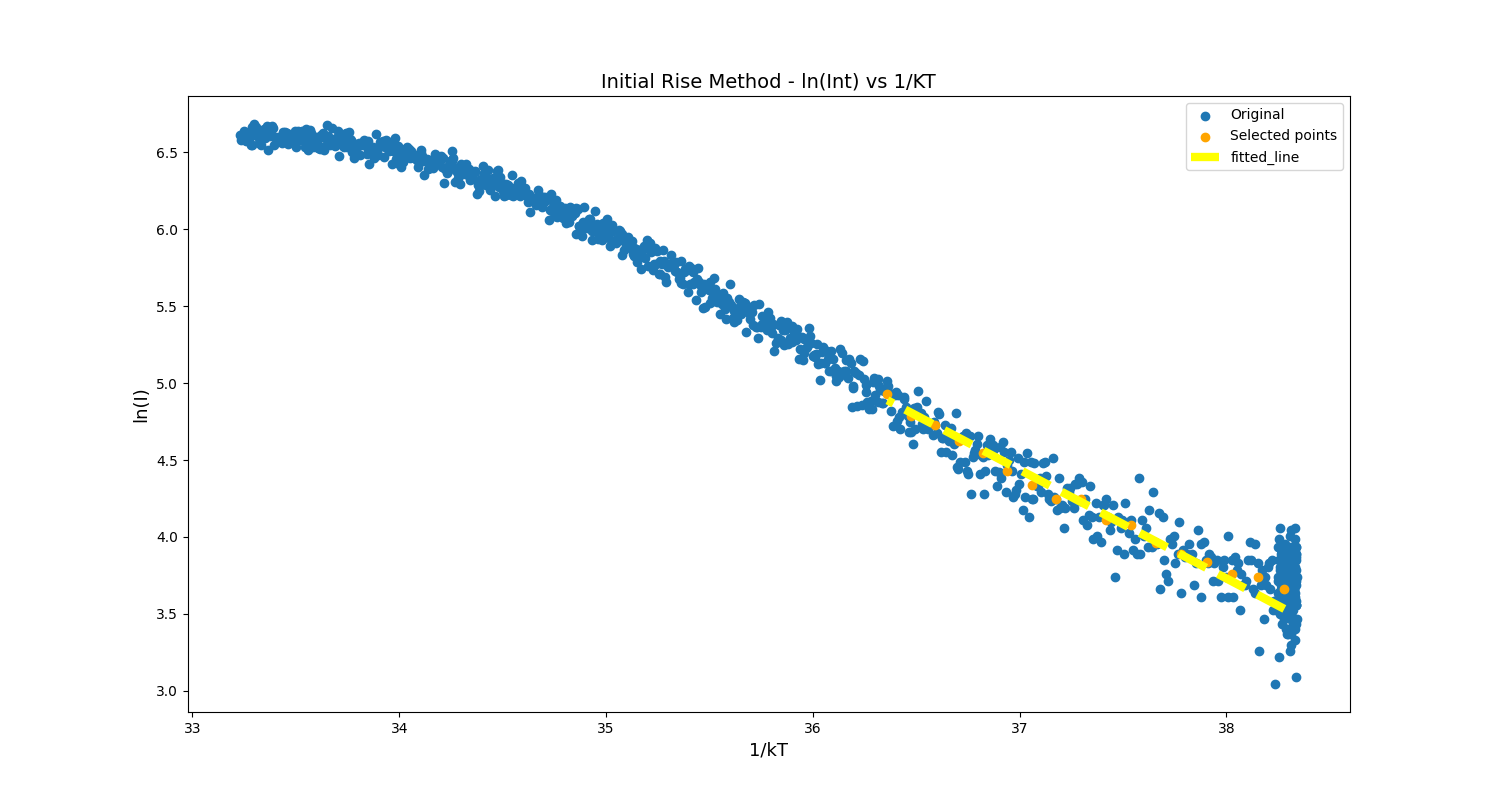 Initial Rise Method - ln(Int) vs 1/KT
Original
Selected points
fitted_line
6.5
6.0
5.5
5.0
4.5
4.0
3.5
3.0
ln(I)
33
34
35
36
37
38
1/kT